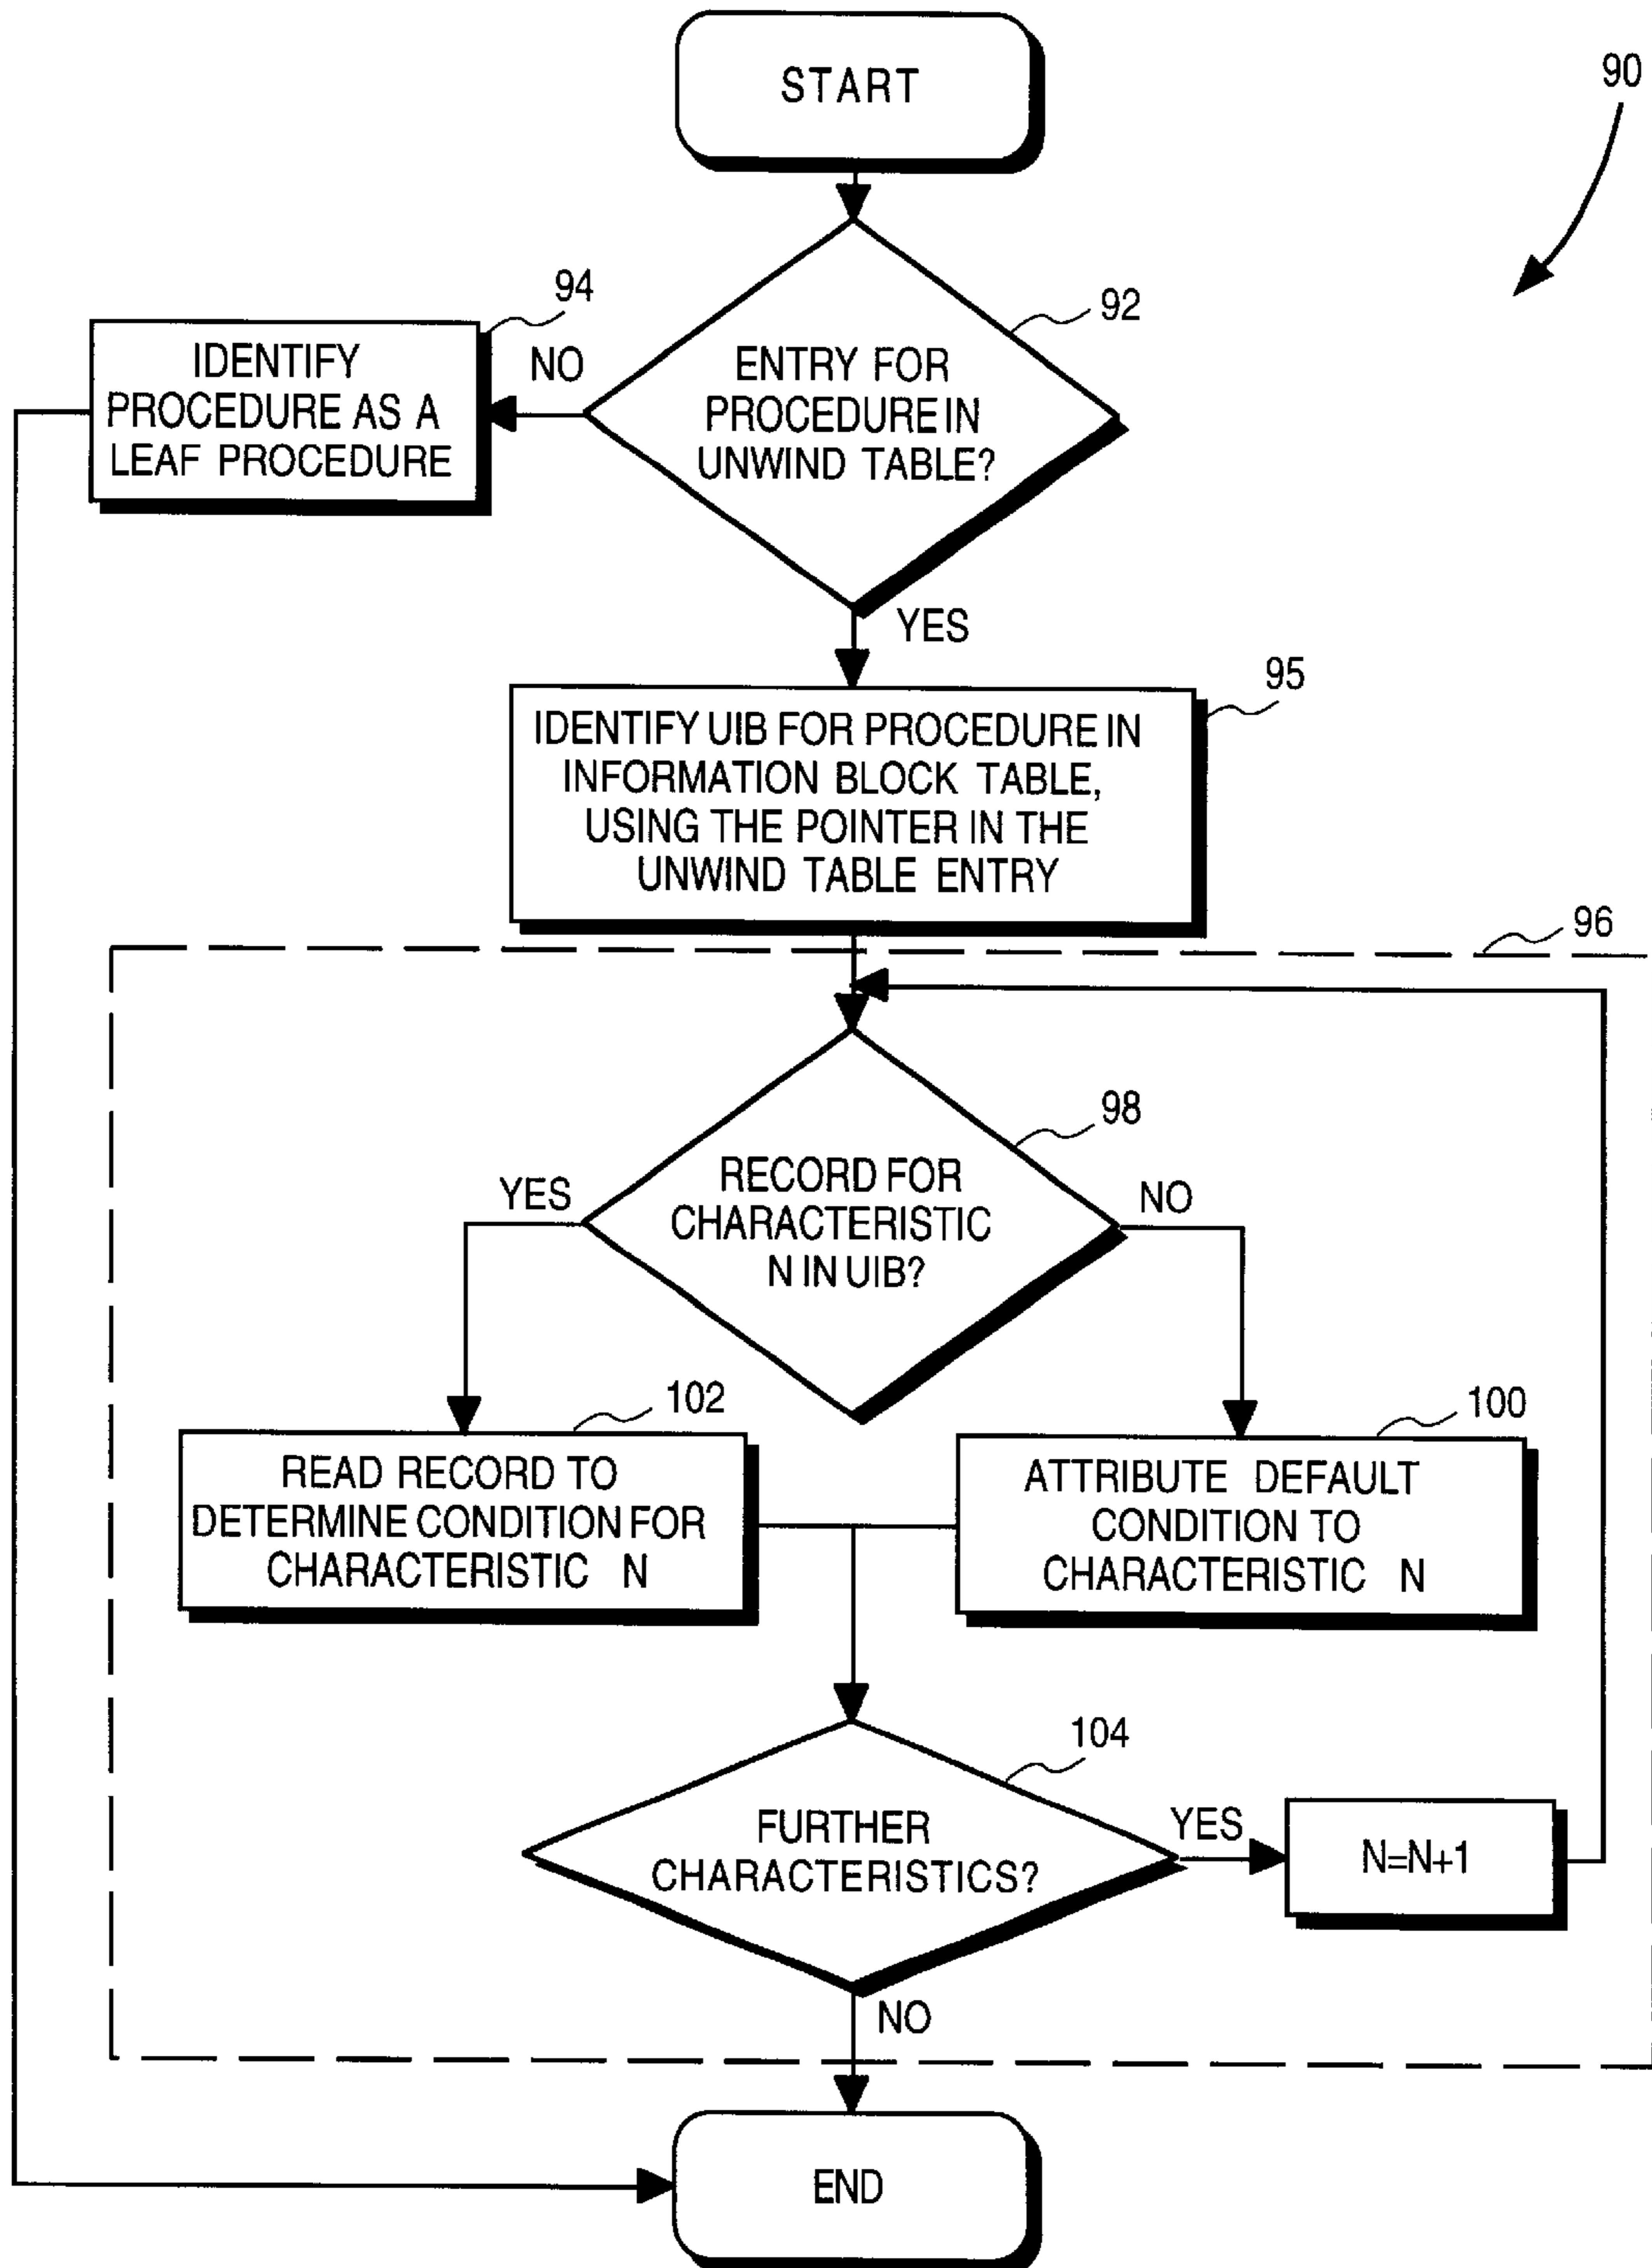 START
90
94
92
IDENTIFY
PROCEDURE AS A
LEAF PROCEDURE
NO
ENTRY FOR
PROCEDURE IN
UNWIND TABLE?
YES
95
IDENTIFY UIB FOR PROCEDURE IN
INFORMATION BLOCK TABLE,
USING THE POINTER IN THE
UNWIND TABLE ENTRY
96
98
YES
RECORD FOR
CHARACTERISTIC
N IN UIB?
NO
102
100
READ RECORD TO
DETERMINE CONDITION FOR
CHARACTERISTIC N
ATTRIBUTE DEFAULT
CONDITION TO
CHARACTERISTIC N
104
FURTHER
CHARACTERISTICS?
YES
N=N+1
NO
END